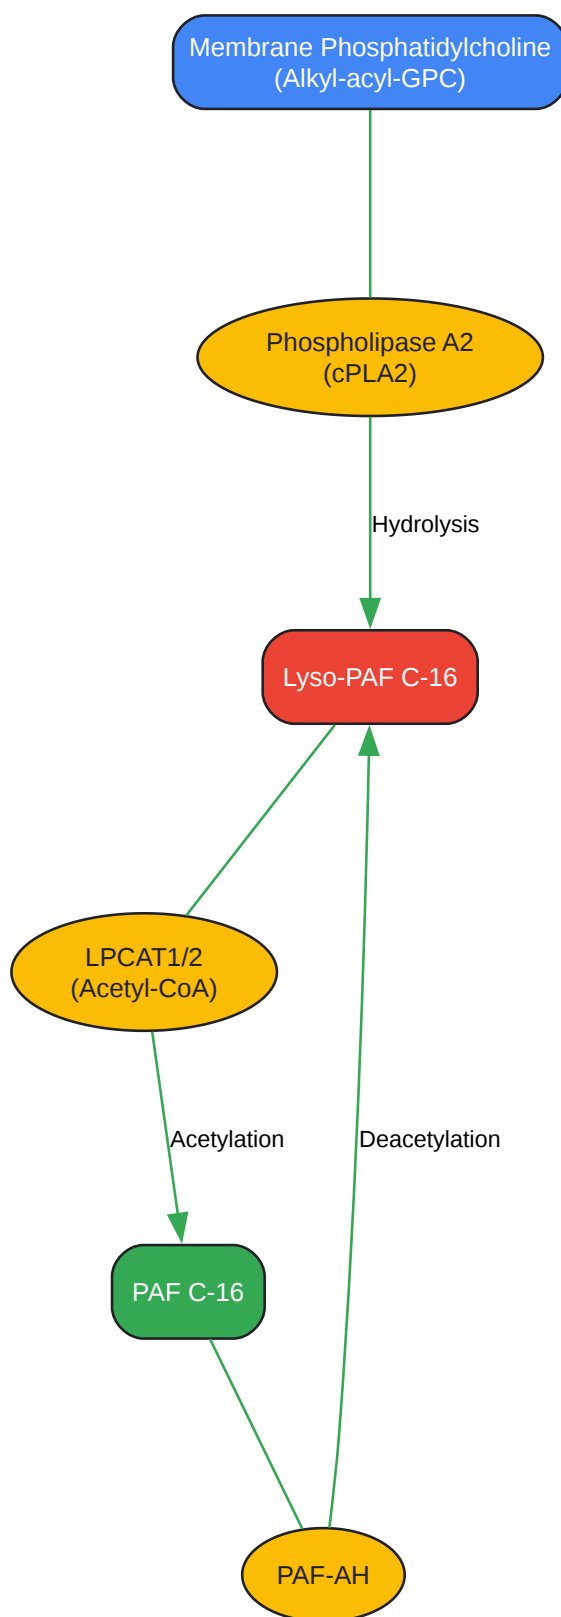 Membrane Phosphatidylcholine
(Alkyl-acyl-GPC)
Phospholipase A2
(cPLA2)
Hydrolysis
Lyso-PAF C-16
LPCAT1/2
(Acetyl-CoA)
Acetylation
Deacetylation
PAF C-16
PAF-AH